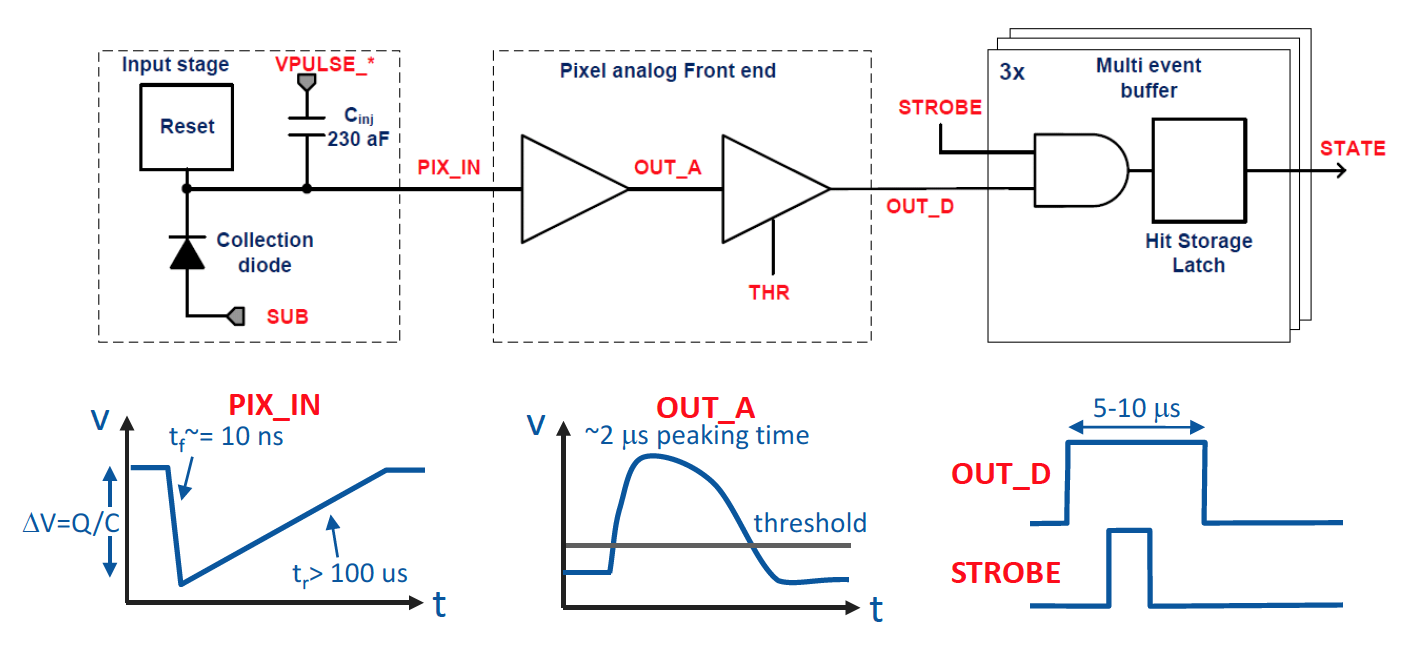 Input stage
VPULSE_*
Reset
Cinj
230 aF
PIX_IN
Collection
diode
SUB
Pixel analog Front end
OUT_A
THR
OUT_D
3x
Multi event
buffer
STROBE
STATE
Hit Storage
Latch
PIX_IN
V
tf~= 10 ns
ΔV=Q/C
tr> 100 us
t
OUT_A
V
~2 μs peaking time
threshold
t
5-10 μs
OUT_D
STROBE